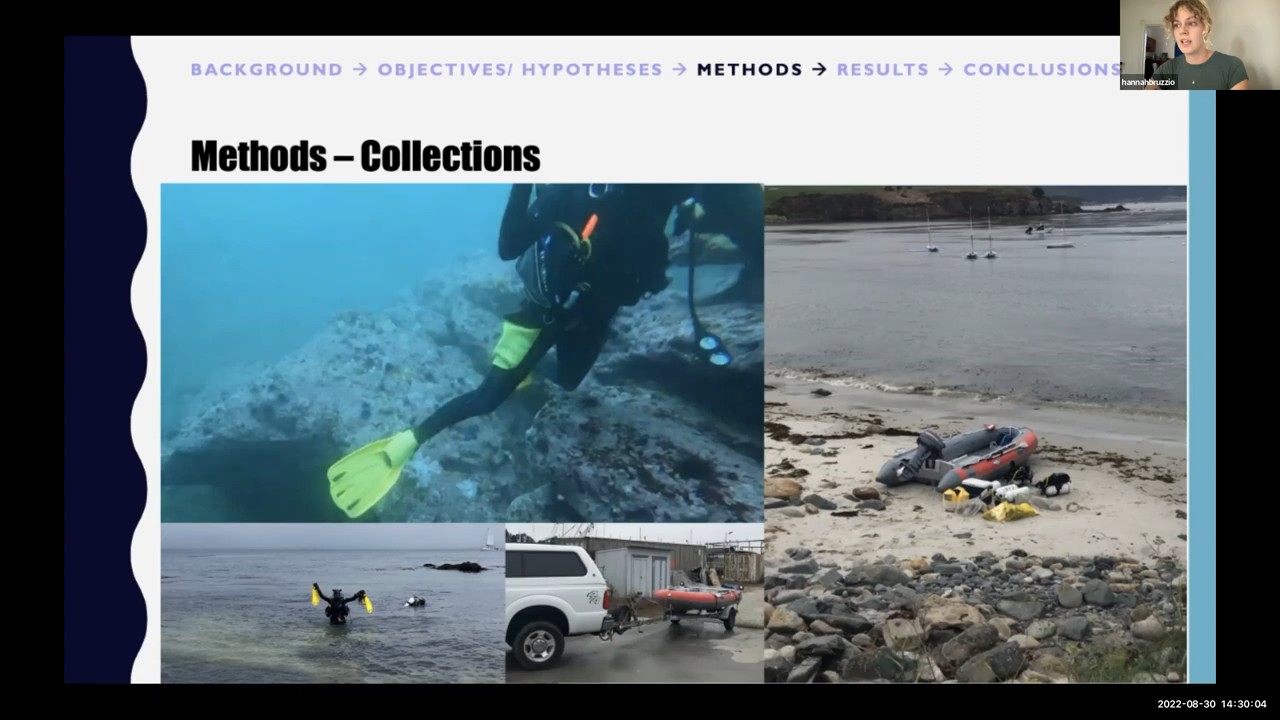 BACKGROUND → OBJECTIVES/ HYPOTHESES → METHODS → RESULTS → CONCLUSIONS
hannahbruzzio
Methods – Collections
2022-08-30 14:30:04